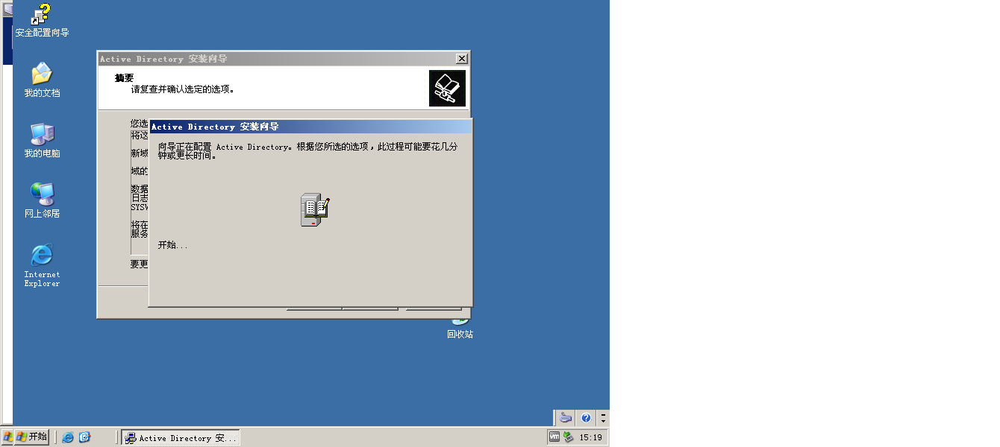 安全配置向导
我的文档
我的电脑
网上邻居
Internet
Explorer
Active Directory 安装向导
摘要
请复查并确认选定的选项。
您选
将这
新域
域的
数据
日志
SYSV
将在
服务
要更
Active Directory 安装向导
向导正在配置 Active Directory。根据您所选的选项，此过程可能要花几分
钟或更长时间。
开始...
回收站
开始
Active Directory 安...
15:19